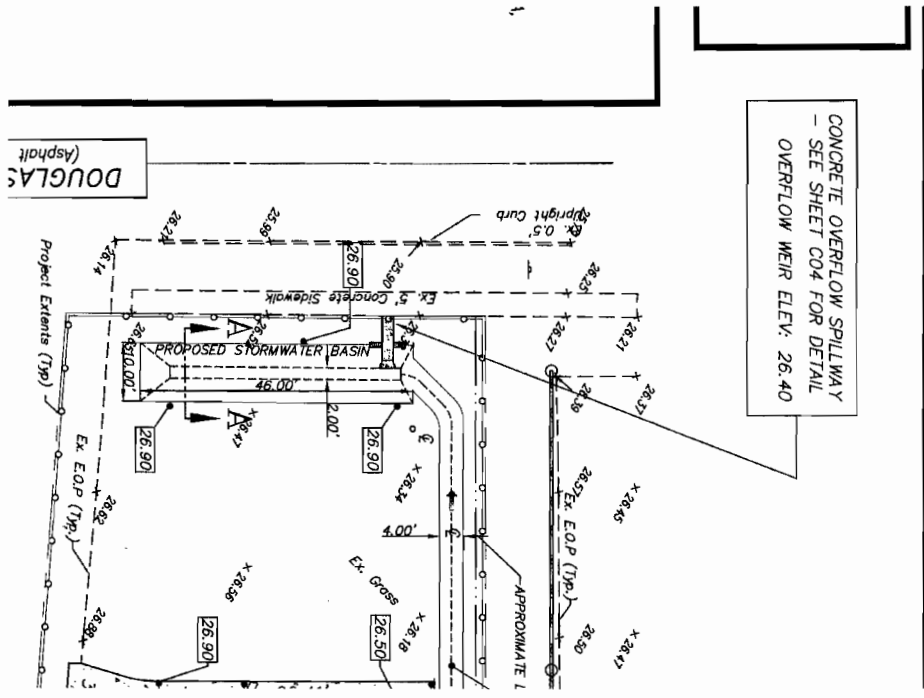 CONCRETE OVERFLOW SPILLWAY
- SEE SHEET C04 FOR DETAIL
OVERFLOW WEIR ELEV: 26.40
DOUGLAS
(Asphalt
Ex. 0.5'
Upright Curb
26.14
26.21
25.99
25.90
26.25
Ex. 5' Concrete Sidewalk
26.90
Project Extents (Typ)
A
PROPOSED STORMWATER BASIN
10.00'
46.00'
2.00'
A
26.47
26.27
26.21
26.39
26.37
26.90
26.90
26.34
Ex. E.O.P (Typ.)
26.62
26.57
Ex. E.O.P (Typ.)
26.45
4.00'
Ex. Grass
26.56
26.18
APPROXIMATE L
26.50
26.47
26.88
26.90
26.50